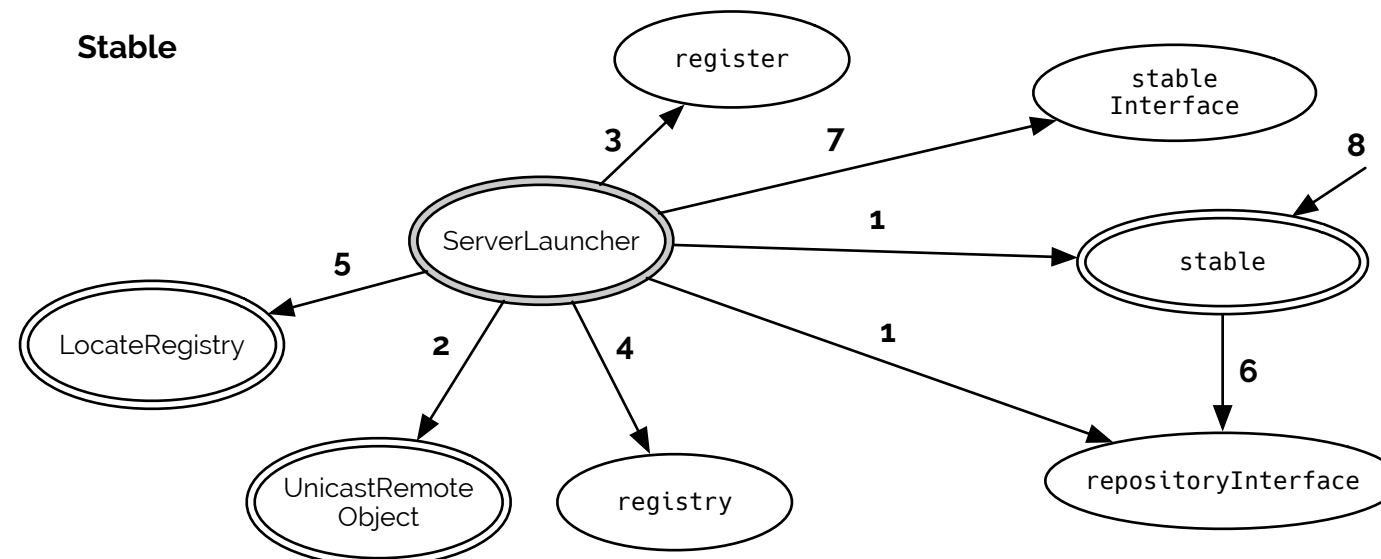 Stable
register
stable
Interface
3
7
8
ServerLauncher
1
stable
5
LocateRegistry
2
4
1
6
UnicastRemote
Object
registry
repositoryInterface